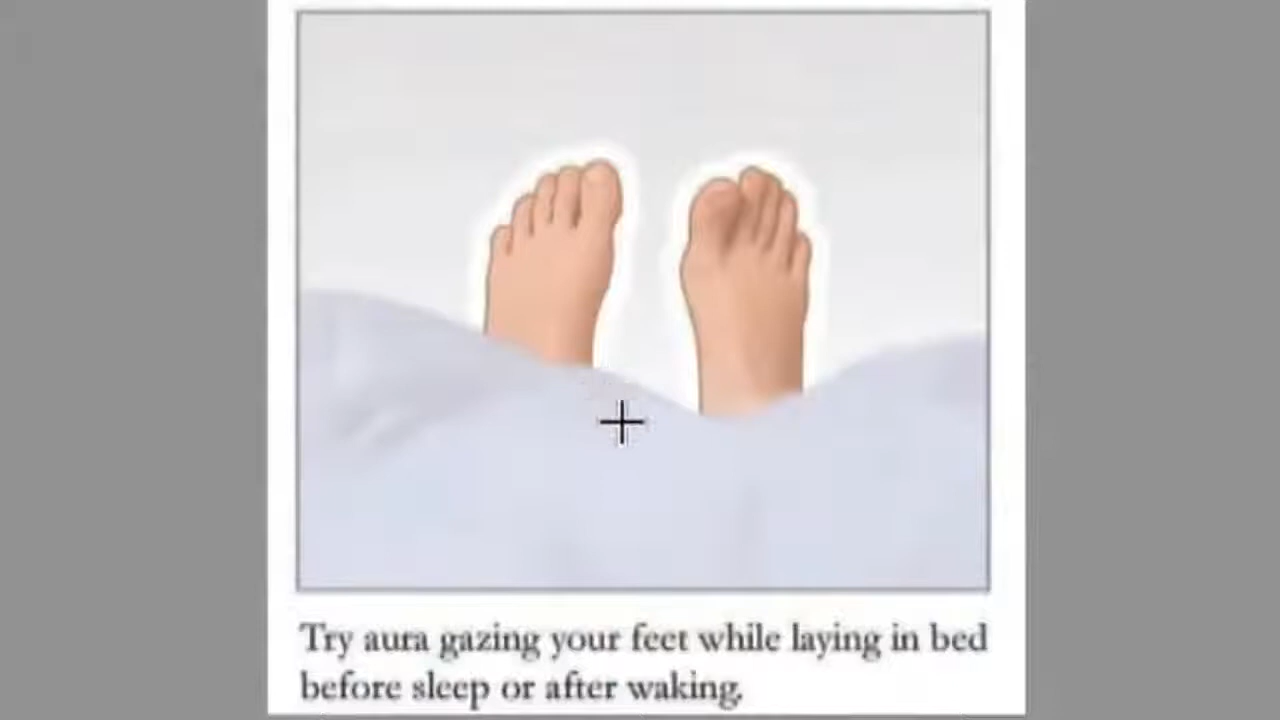 Try aura gazing your feet while laying in bed
before sleep or after waking.